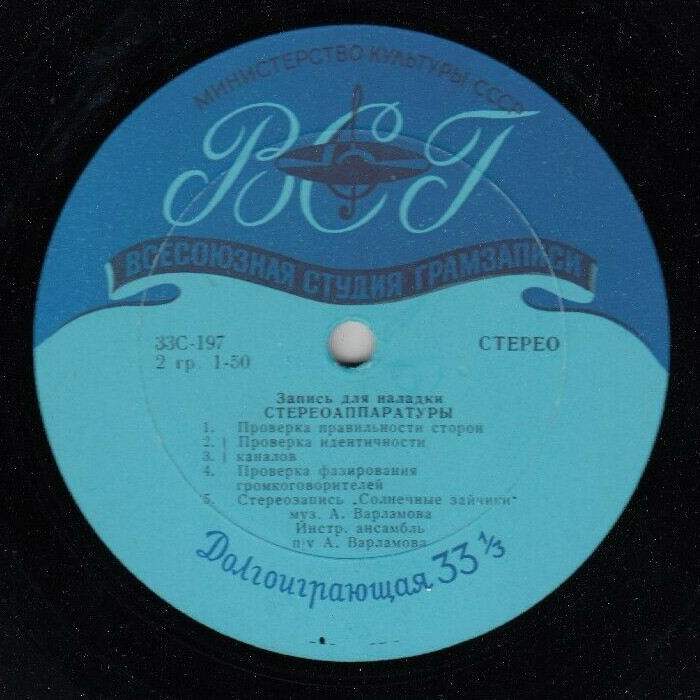 МИНИСТЕРСТВО КУЛЬТУРЫ СССР
ВСГ
ВСЕСОЮЗНАЯ СТУДИЯ ГРАМЗАПИСИ
33С-197
СТЕРЕО
2 гр. 1-50
Запись для наладки
СТЕРЕОАППАРАТУРЫ
1. Проверка правильности сторон
2. Проверка идентичности
3. каналов
4. Проверка фазирования
громкоговорителей
5. Стереозапись „Солнечные зайчики"
муз. А. Варламова
Инстр. ансамбль
п/у А. Варламова
Долгоиграющая 33 ⅓